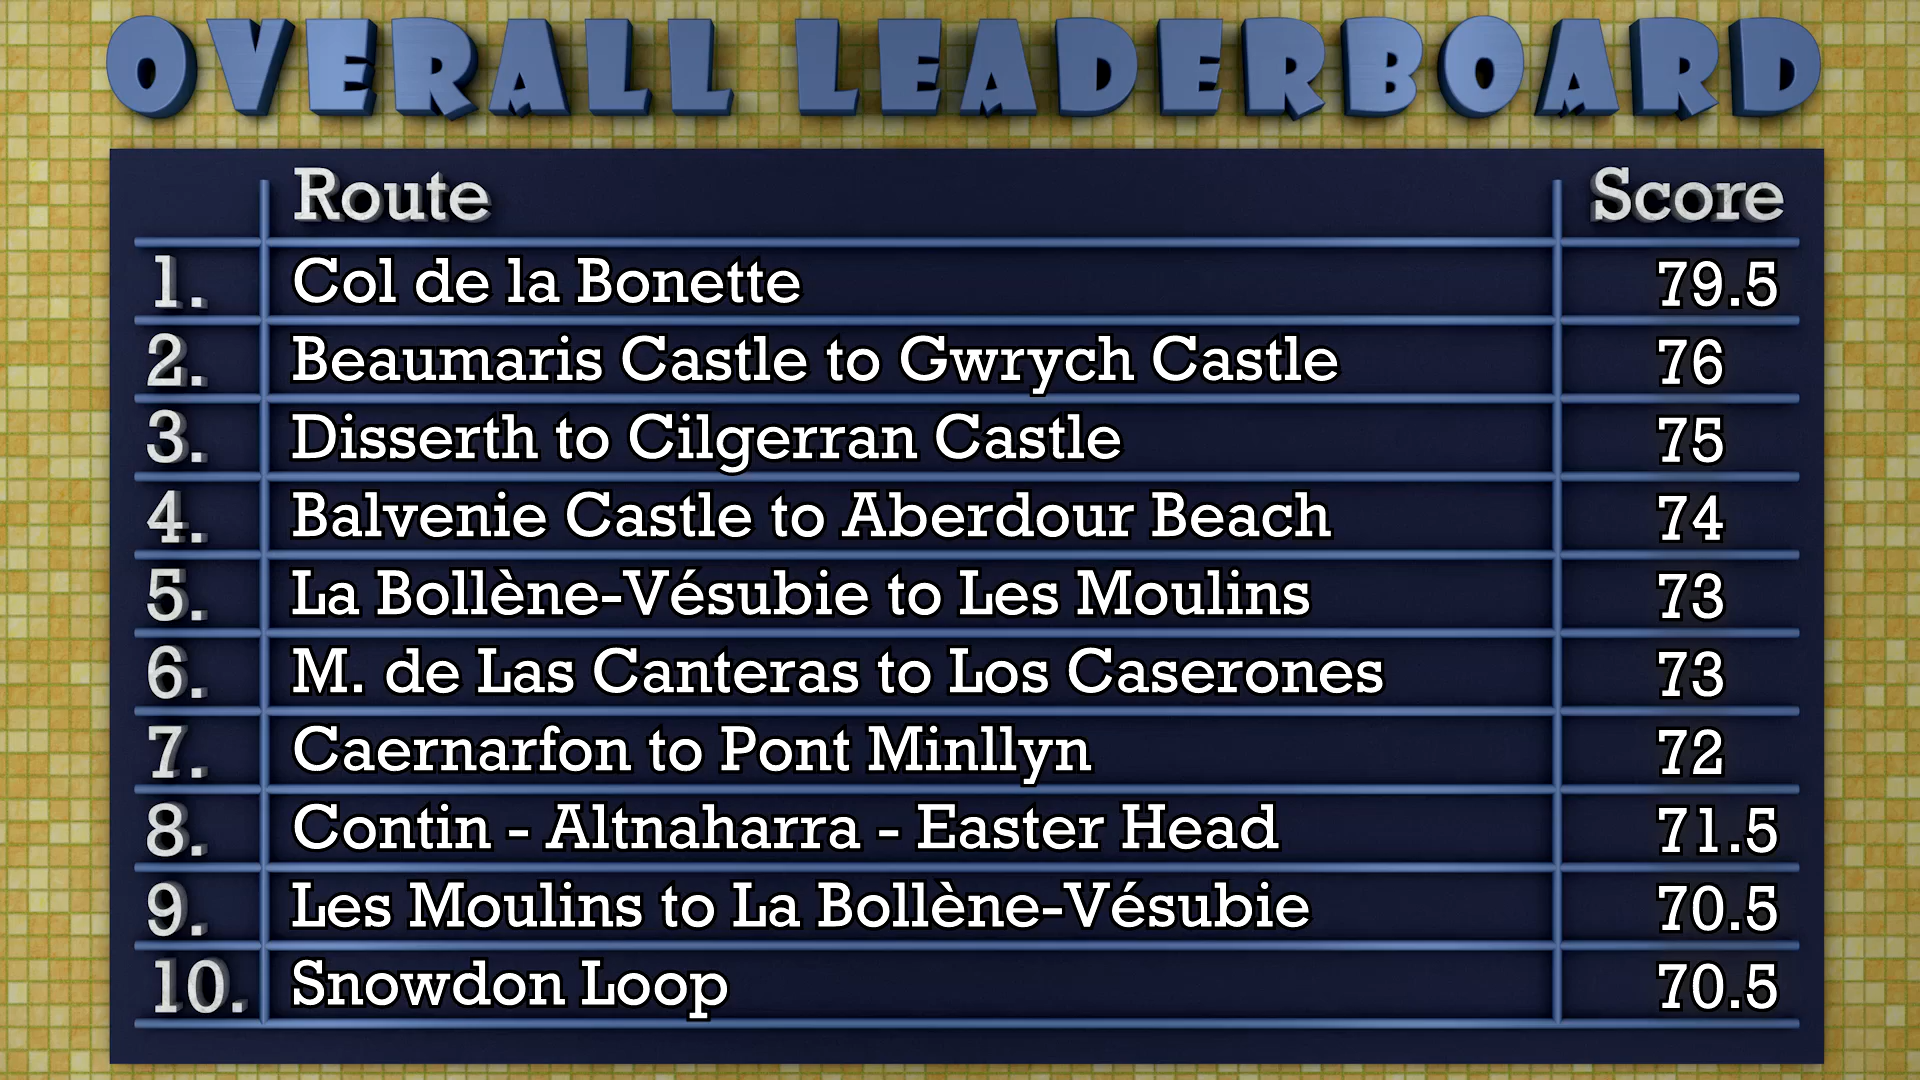 OVERALL LEADERBOARD
Route Score
1. Col de la Bonette 79.5
2. Beaumaris Castle to Gwrych Castle 76
3. Disserth to Cilgerran Castle 75
4. Balvenie Castle to Aberdour Beach 74
5. La Bollène-Vésubie to Les Moulins 73
6. M. de Las Canteras to Los Caserones 73
7. Caernarfon to Pont Minllyn 72
8. Contin - Altnaharra - Easter Head 71.5
9. Les Moulins to La Bollène-Vésubie 70.5
10. Snowdon Loop 70.5